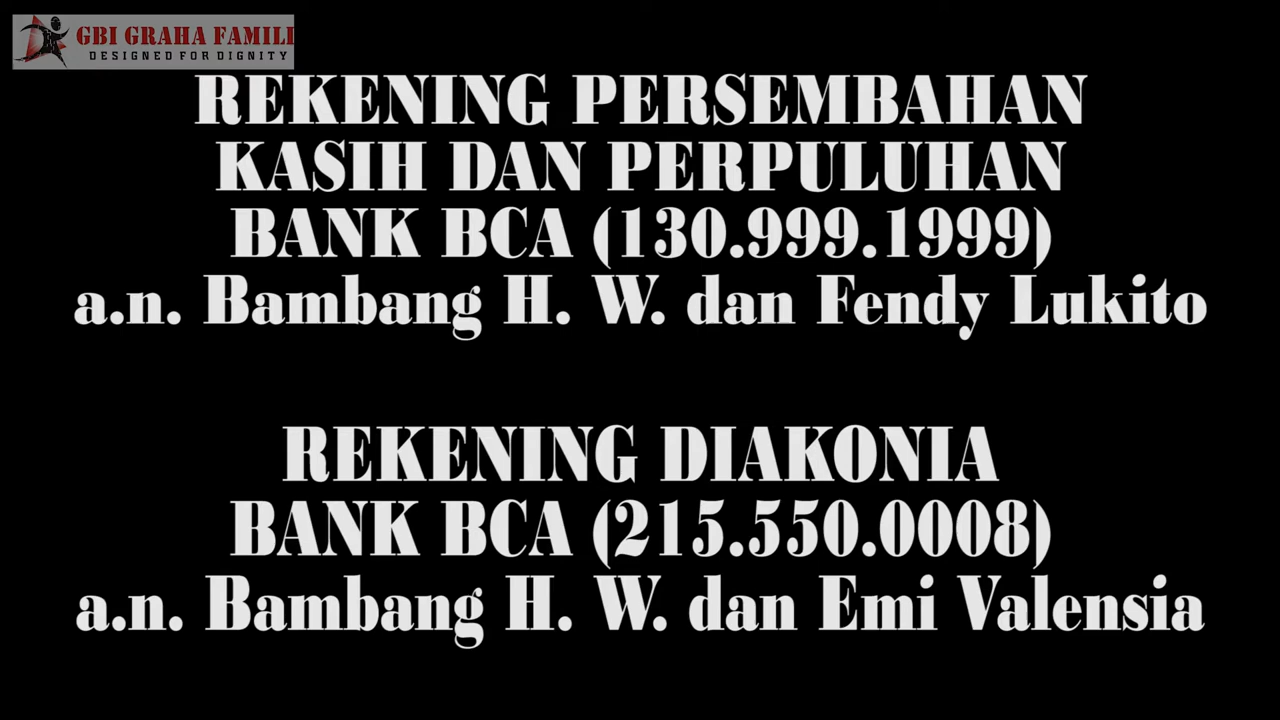 GBI GRAHA FAMILI
DESIGNED FOR DIGNITY
REKENING PERSEMBAHAN
KASIH DAN PERPULUHAN
BANK BCA (130.999.1999)
a.n. Bambang H. W. dan Fendy Lukito
REKENING DIAKONIA
BANK BCA (215.550.0008)
a.n. Bambang H. W. dan Emi Valensia